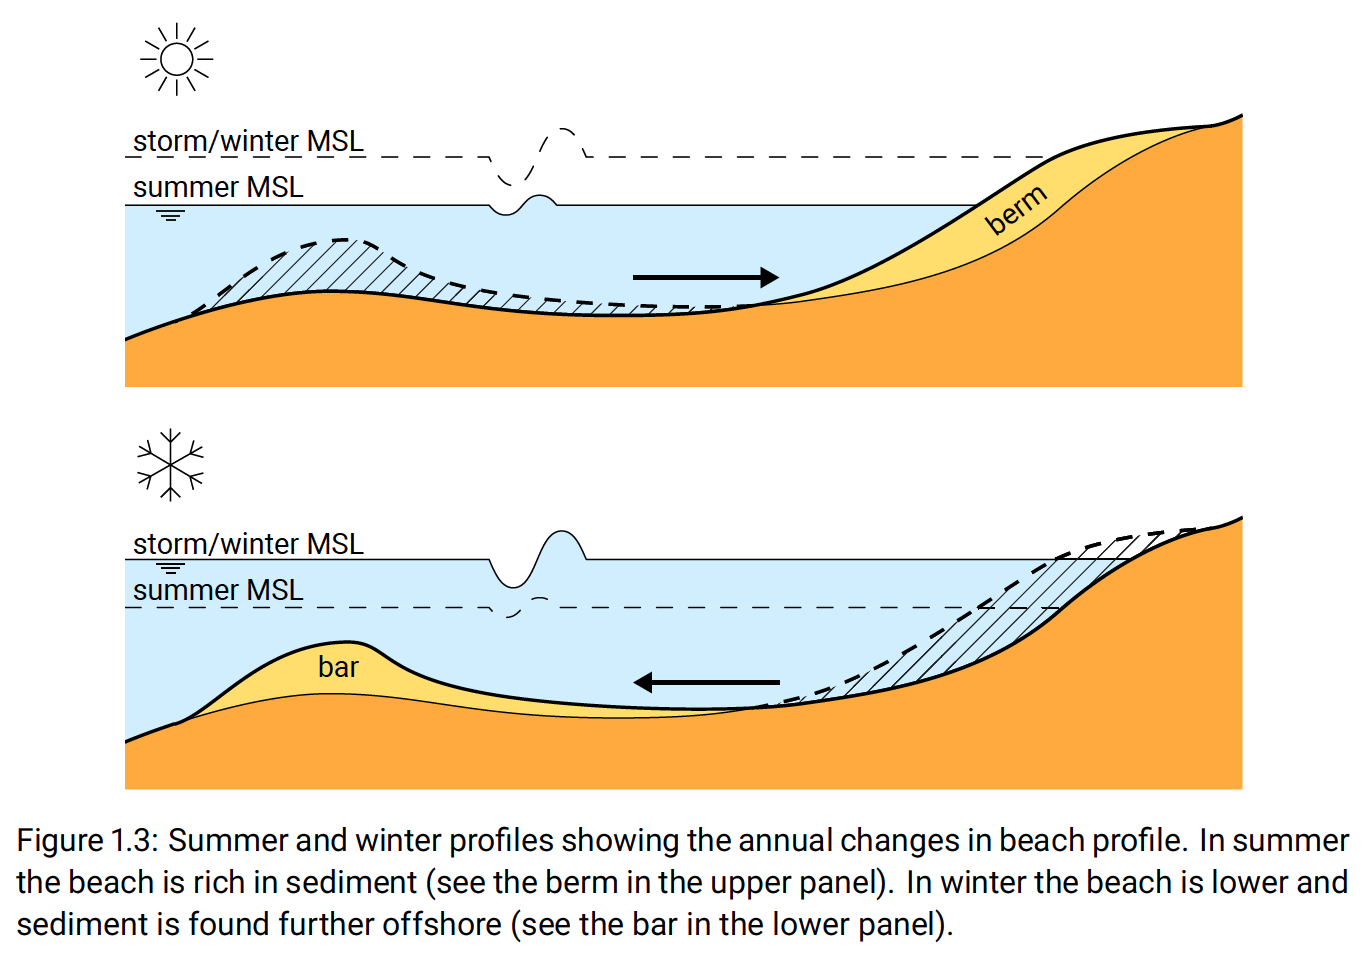 storm/winter MSL
summer MSL
berm
storm/winter MSL
summer MSL
bar
Figure 1.3: Summer and winter profiles showing the annual changes in beach profile. In summer
the beach is rich in sediment (see the berm in the upper panel). In winter the beach is lower and
sediment is found further offshore (see the bar in the lower panel).